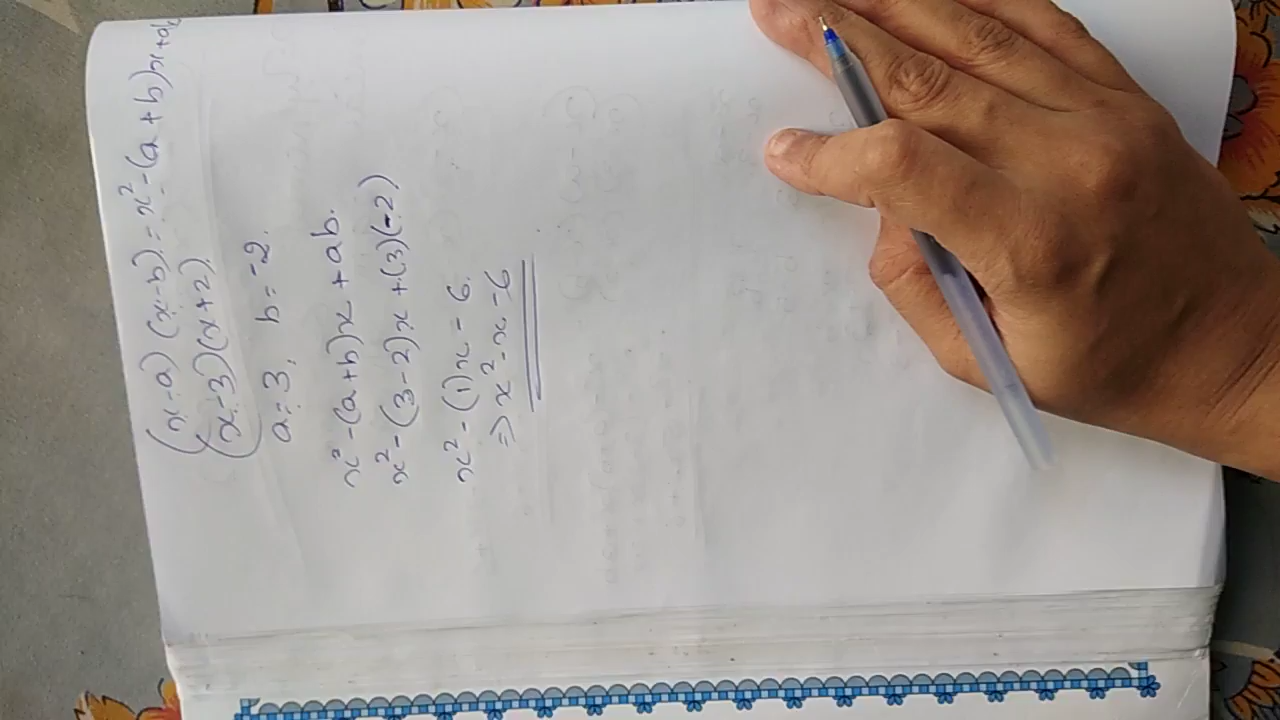 (x-a)(x-b) = x² - (a+b)x + ab
(x-3)(x+2)
a=3, b=-2.
x² - (a+b)x + ab.
x² - (3-2)x + (3)(-2)
x² - (1)x - 6.
=> x² - x - 6